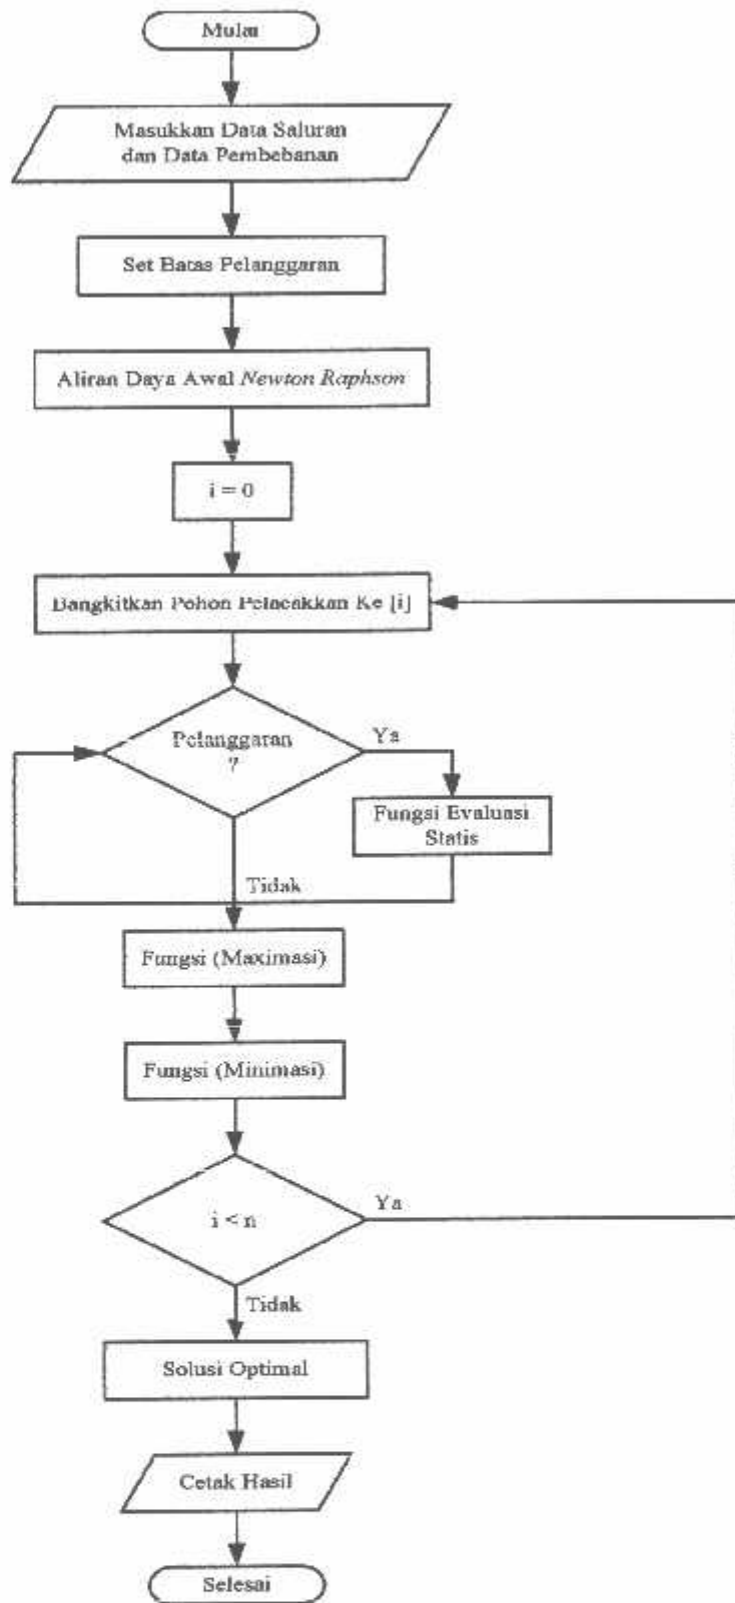 Mulai
Masukkan Data Saluran
dan Data Pembebanan
Set Batas Pelanggaran
Aliran Daya Awal Newton Raphson
i = 0
Bangkitkan Pohon Pelacakkan Ke [i]
Pelanggaran
?
Ya
Fungsi Evaluasi
Statis
Tidak
Fungsi (Maximasi)
Fungsi (Minimasi)
i < n
Ya
Tidak
Solusi Optimal
Cetak Hasil
Selesai